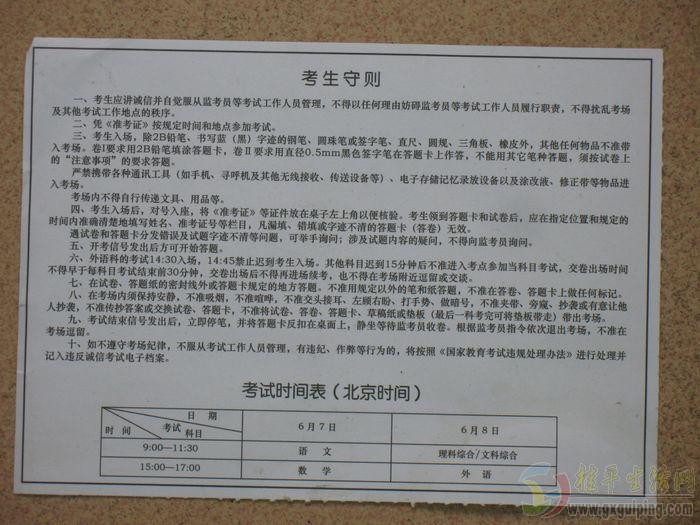 考生守则
一、考生应讲诚信并自觉服从监考员等考试工作人员管理，不得以任何理由妨碍监考员等考试工作人员履行职责，不得扰乱考场
及其他考试工作地点的秩序。
二、凭《准考证》按规定时间和地点参加考试。
三、考生入场，除2B铅笔、书写蓝（黑）字迹的钢笔、圆珠笔或签字笔、直尺、圆规、三角板、橡皮外，其他任何物品不准带
入考场。卷Ⅰ要求用2B铅笔填涂答题卡，卷Ⅱ要求用直径0.5mm黑色签字笔在答题卡上作答，不能用其它笔种答题，须按试卷上
的“注意事项”的要求答题。
严禁携带各种通讯工具（如手机、寻呼机及其他无线接收、传送设备等）、电子存储记忆录放设备以及涂改液、修正带等物品进
入考场。
考场内不得自行传递文具、用品等。
四、考生入场后，对号入座，将《准考证》等证件放在桌子左上角以便核验。考生领到答题卡和试卷后，应在指定位置和规定的
时间内准确清楚地填写姓名、准考证号等栏目，凡漏填、错填或字迹不清的答题卡（答卷）无效。
遇试卷和答题卡分发错误及试题字迹不清等问题，可举手询问；涉及试题内容的疑问，不得向监考员询问。
五、开考信号发出后方可开始答题。
六、外语科的考试14:30入场，14:45禁止迟到考生入场。其他科目迟到15分钟后不准进入考点参加当科目考试，交卷出场时间
不得早于每科目考试结束前30分钟，交卷出场后不得再进场续考，也不得在考场附近逗留或交谈。
七、在试卷、答题纸的密封线外或答题卡规定的地方答题。不准用规定以外的笔和纸答题，不准在答卷、答题卡上做任何标记。
八、在考场内须保持安静，不准吸烟，不准喧哗，不准交头接耳、左顾右盼、打手势、做暗号，不准夹带、旁窥、抄袭或有意让他
人抄袭，不准传抄答案或交换试卷、答题卡，不准将试卷、答卷、答题卡、草稿纸或垫板（最后一科考完可将垫板带走）带出考场。
九、考试结束信号发出后，立即停笔，并将答题卡反扣在桌面上，静坐等待监考员收卷。根据监考员指令依次退出考场，不准在
考场逗留。
十、如不遵守考场纪律，不服从考试工作人员管理，有违纪、作弊等行为的，将按照《国家教育考试违规处理办法》进行处理并
记入违反诚信考试电子档案。
考试时间表（北京时间）
日 期
考试
时 间 科目
6月7日
6月8日
9:00—11:30 语 文 理科综合/文科综合
15:00—17:00 数 学 外 语
桂平生活网
www.gxguiping.com